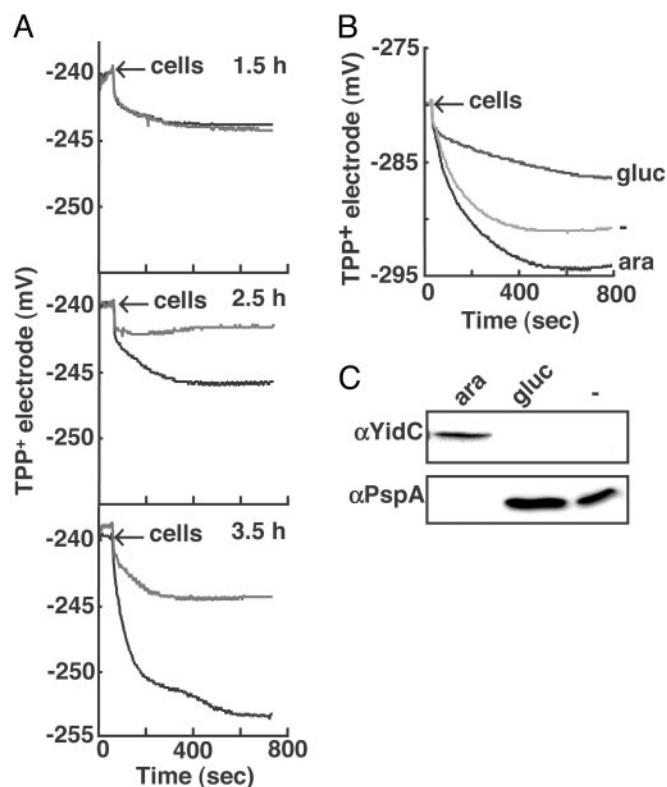 A
-240
cells 1.5 h
-245
-250
-240
cells 2.5 h
-245
-250
TPP+ electrode (mV)
-240
cells 3.5 h
-245
-250
-255
0 400 800
Time (sec)
B
-275
cells
-285
gluc
-
ara
-295
TPP+ electrode (mV)
0 400 800
Time (sec)
C
ara gluc -
αYidC
αPspA